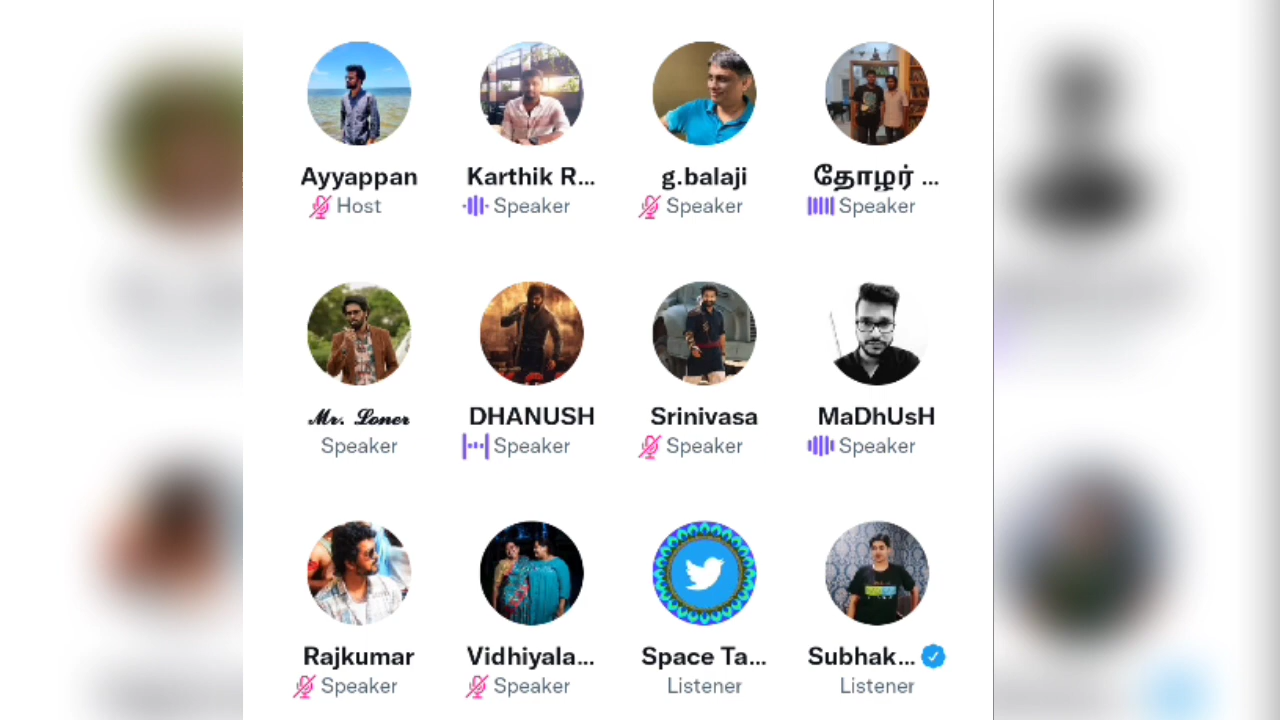 Ayyappan Karthik R... g.balaji தோழர் ...
Host Speaker Speaker Speaker
Mr. Loner DHANUSH Srinivasa MaDhUsH
Speaker Speaker Speaker Speaker
Rajkumar Vidhiyala... Space Ta... Subhak...
Speaker Speaker Listener Listener